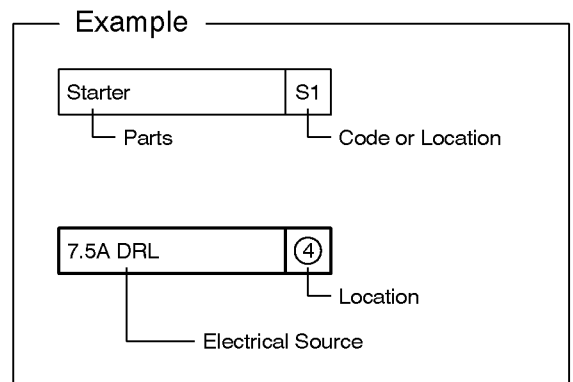 Example
Starter S1
Parts Code or Location
7.5A DRL ④
Location
Electrical Source